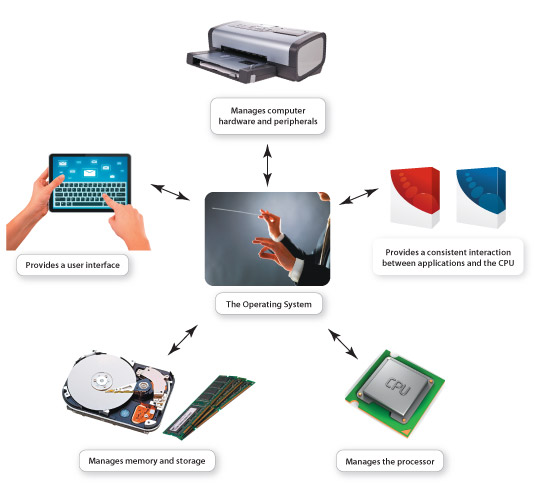 Manages computer
hardware and peripherals
Provides a user interface
Provides a consistent interaction
between applications and the CPU
The Operating System
CPU
Manages memory and storage
Manages the processor